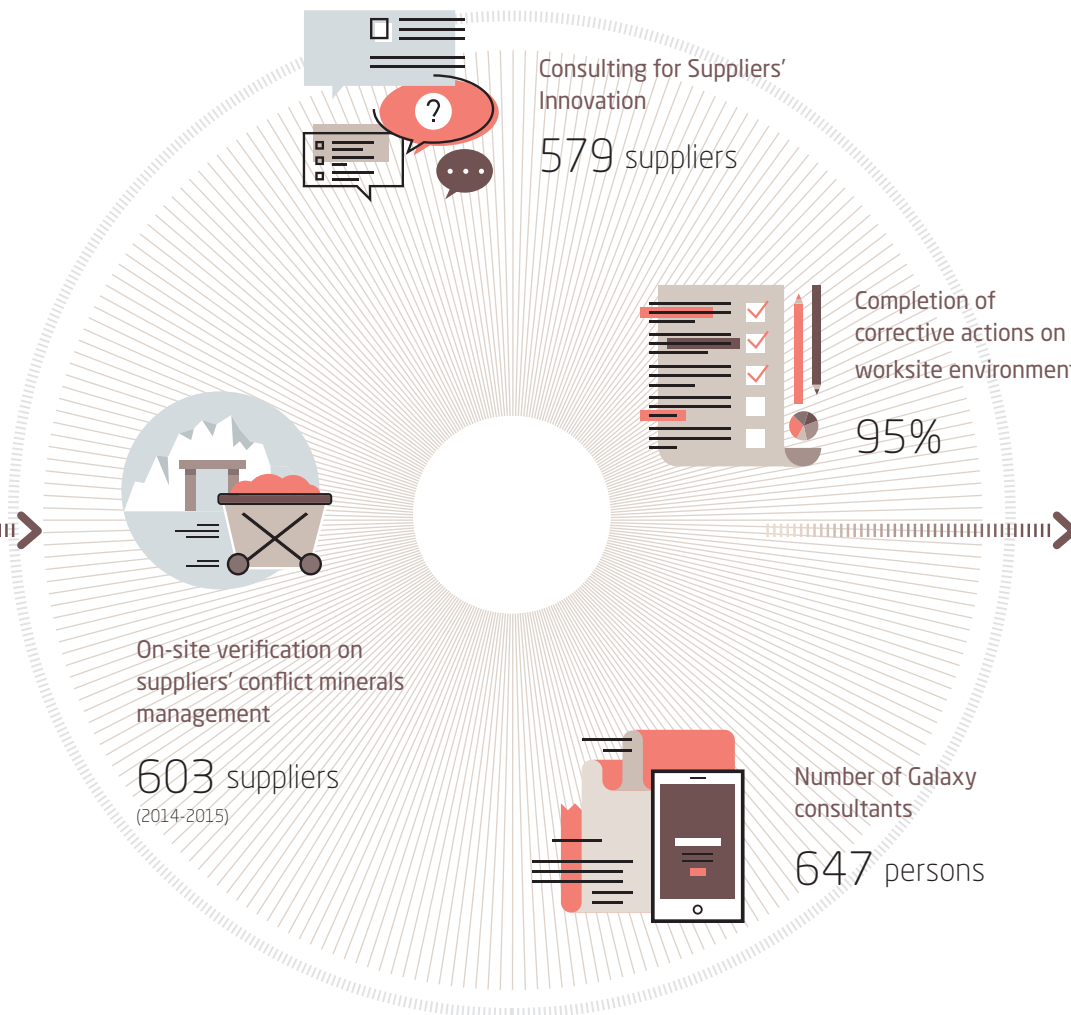 Consulting for Suppliers'
Innovation
579 suppliers
?
Completion of
corrective actions on
worksite environment
95%
On-site verification on
suppliers' conflict minerals
management
603 suppliers
(2014-2015)
Number of Galaxy
consultants
647 persons